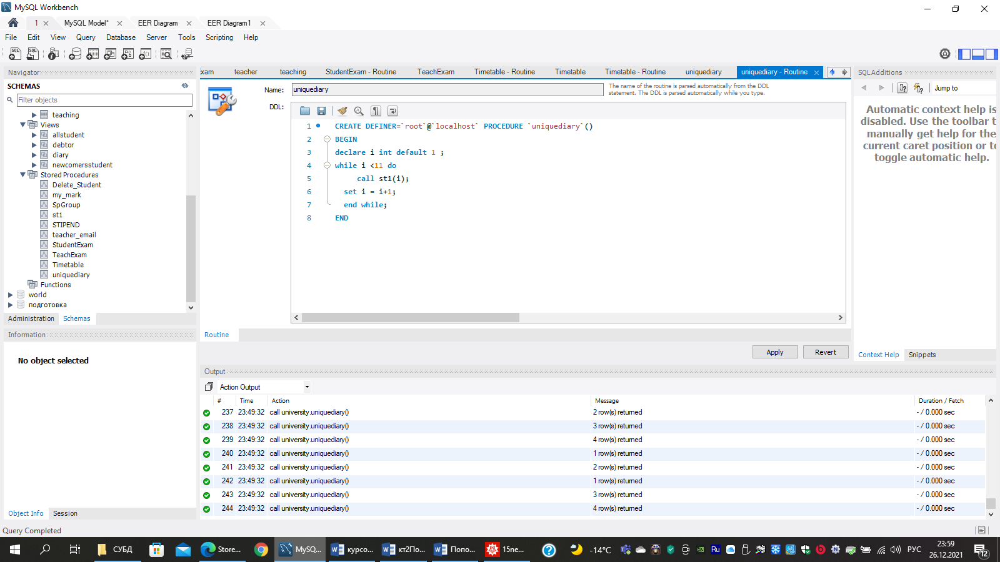 MySQL Workbench
1
MySQL Model*
EER Diagram
EER Diagram1
File Edit View Query Database Server Tools Scripting Help
Navigator
SCHEMAS
Filter objects
teaching
Views
allstudent
debtor
diary
newcomersstudent
Stored Procedures
Delete_Student
my_mark
SpGroup
st1
STIPEND
teacher_email
StudentExam
TeachExam
Timetable
uniquediary
Functions
world
подготовка
Administration Schemas
Information
No object selected
Object Info Session
xam teacher teaching StudentExam - Routine TeachExam Timetable - Routine Timetable Timetable - Routine uniquediary uniquediary - Routine
Name: uniquediary
The name of the routine is parsed automatically from the DDL
statement. The DDL is parsed automatically while you type.
DDL:
1 CREATE DEFINER=`root`@`localhost` PROCEDURE `uniquediary`()
2 BEGIN
3 declare i int default 1 ;
4 while i <11 do
5 call st1(i);
6 set i = i+1;
7 end while;
8 END
Routine
Apply Revert
SQLAdditions
Jump to
Automatic context help is
disabled. Use the toolbar t
manually get help for the
current caret position or to
toggle automatic help.
Context Help Snippets
Output
Action Output
# Time Action Message Duration / Fetch
237 23:49:32 call university.uniquediary() 2 row(s) returned - / 0.000 sec
238 23:49:32 call university.uniquediary() 3 row(s) returned - / 0.000 sec
239 23:49:32 call university.uniquediary() 4 row(s) returned - / 0.000 sec
240 23:49:32 call university.uniquediary() 1 row(s) returned - / 0.000 sec
241 23:49:32 call university.uniquediary() 2 row(s) returned - / 0.000 sec
242 23:49:32 call university.uniquediary() 1 row(s) returned - / 0.000 sec
243 23:49:32 call university.uniquediary() 3 row(s) returned - / 0.000 sec
244 23:49:32 call university.uniquediary() 4 row(s) returned - / 0.000 sec
Query Completed
СУБД Store... MySQ... курсо... кт2По... Попо... 15ne... -14°C Ru РУС
23:59
26.12.2021
12